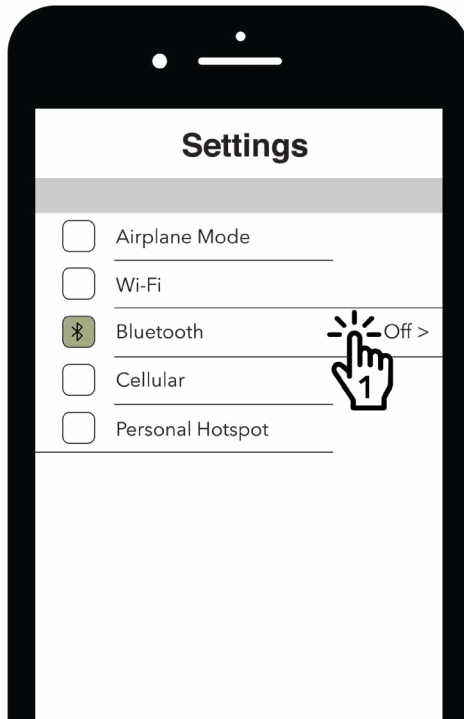 Settings
Airplane Mode
Wi-Fi
Bluetooth Off >
1
Cellular
Personal Hotspot